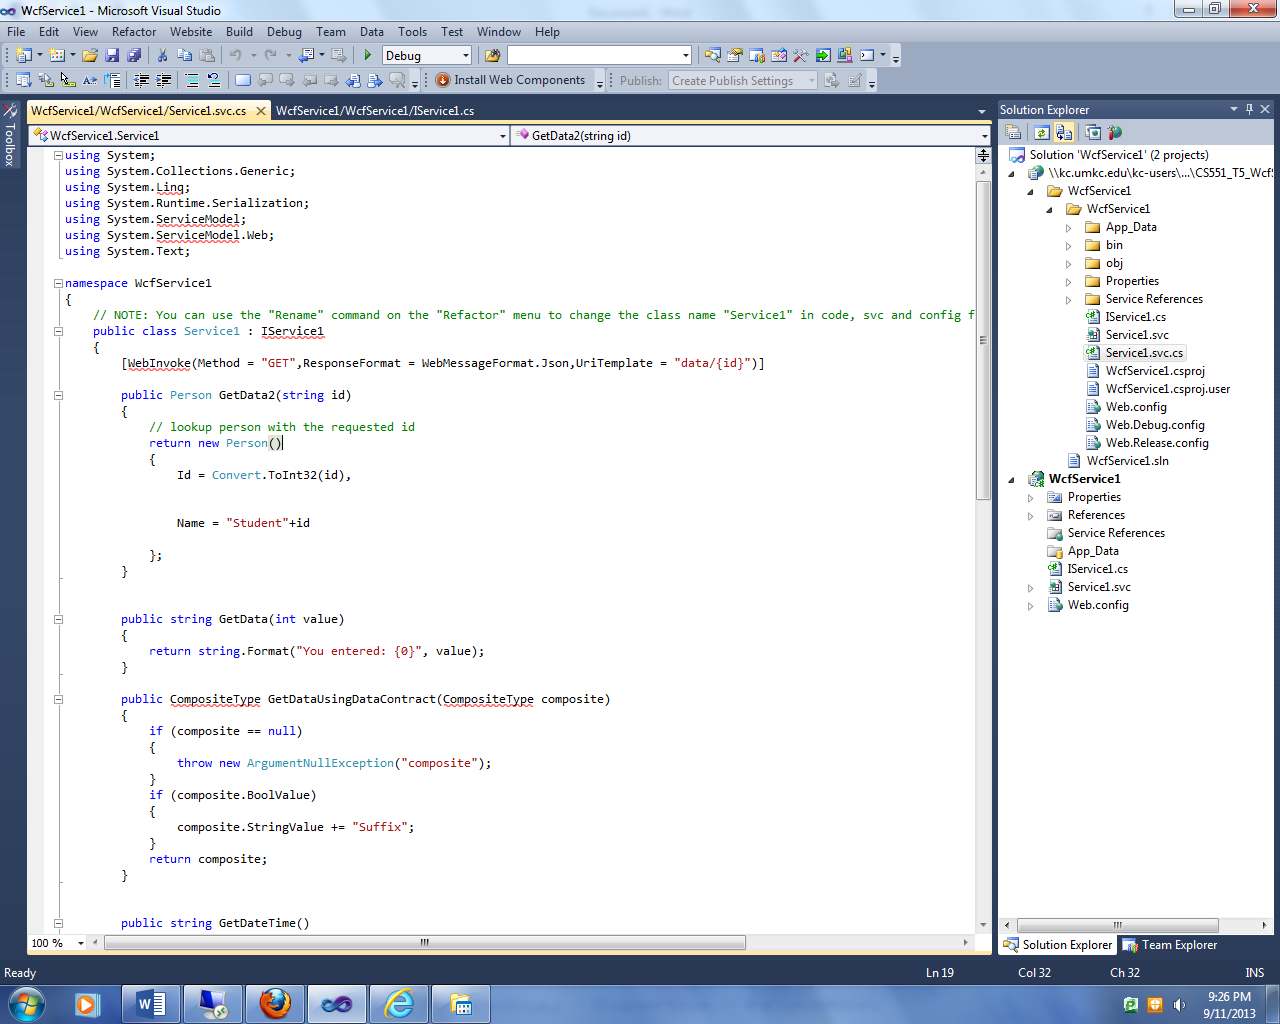 WcfService1 - Microsoft Visual Studio
File Edit View Refactor Website Build Debug Team Data Tools Test Window Help
Debug
Install Web Components Publish: Create Publish Settings
Toolbox
WcfService1/WcfService1/Service1.svc.cs WcfService1/WcfService1/IService1.cs
WcfService1.Service1 GetData2(string id)
using System;
using System.Collections.Generic;
using System.Linq;
using System.Runtime.Serialization;
using System.ServiceModel;
using System.ServiceModel.Web;
using System.Text;
namespace WcfService1
{
// NOTE: You can use the "Rename" command on the "Refactor" menu to change the class name "Service1" in code, svc and config f
public class Service1 : IService1
{
[WebInvoke(Method = "GET",ResponseFormat = WebMessageFormat.Json,UriTemplate = "data/{id}")]
public Person GetData2(string id)
{
// lookup person with the requested id
return new Person()
{
Id = Convert.ToInt32(id),
Name = "Student"+id
};
}
public string GetData(int value)
{
return string.Format("You entered: {0}", value);
}
public CompositeType GetDataUsingDataContract(CompositeType composite)
{
if (composite == null)
{
throw new ArgumentNullException("composite");
}
if (composite.BoolValue)
{
composite.StringValue += "Suffix";
}
return composite;
}
public string GetDateTime()
100 %
Solution Explorer
Solution 'WcfService1' (2 projects)
\\kc.umkc.edu\kc-users\...\CS551_T5_WcfS
WcfService1
WcfService1
App_Data
bin
obj
Properties
Service References
IService1.cs
Service1.svc
Service1.svc.cs
WcfService1.csproj
WcfService1.csproj.user
Web.config
Web.Debug.config
Web.Release.config
WcfService1.sln
WcfService1
Properties
References
Service References
App_Data
IService1.cs
Service1.svc
Web.config
Solution Explorer Team Explorer
Ready Ln 19 Col 32 Ch 32 INS
9:26 PM
9/11/2013